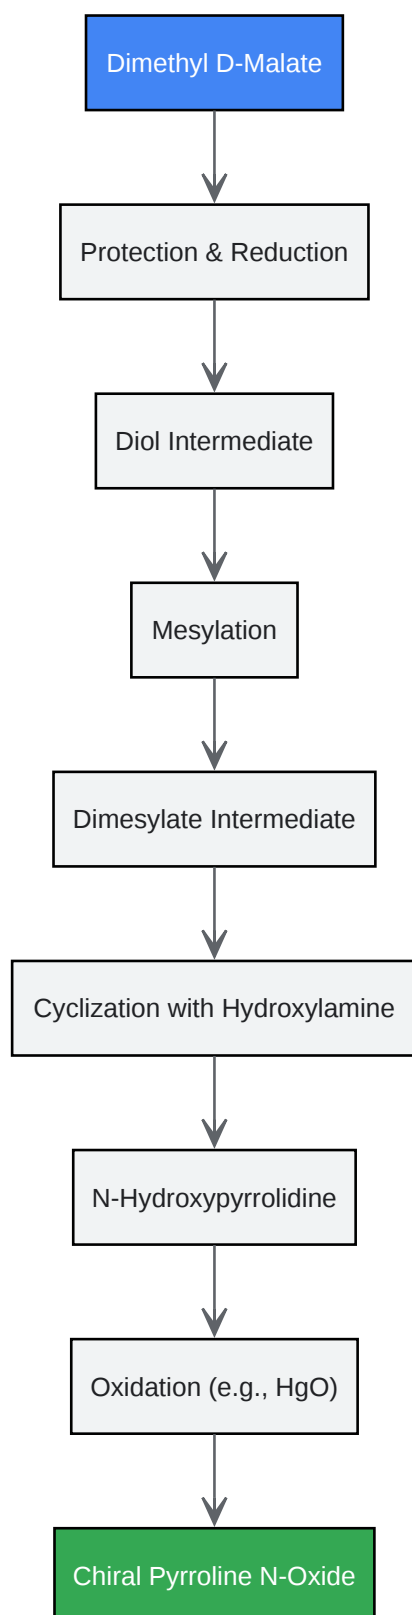 Dimethyl D-Malate
Protection & Reduction
Diol Intermediate
Mesylation
Dimesylate Intermediate
Cyclization with Hydroxylamine
N-Hydroxypyrrolidine
Oxidation (e.g., HgO)
Chiral Pyrroline N-Oxide